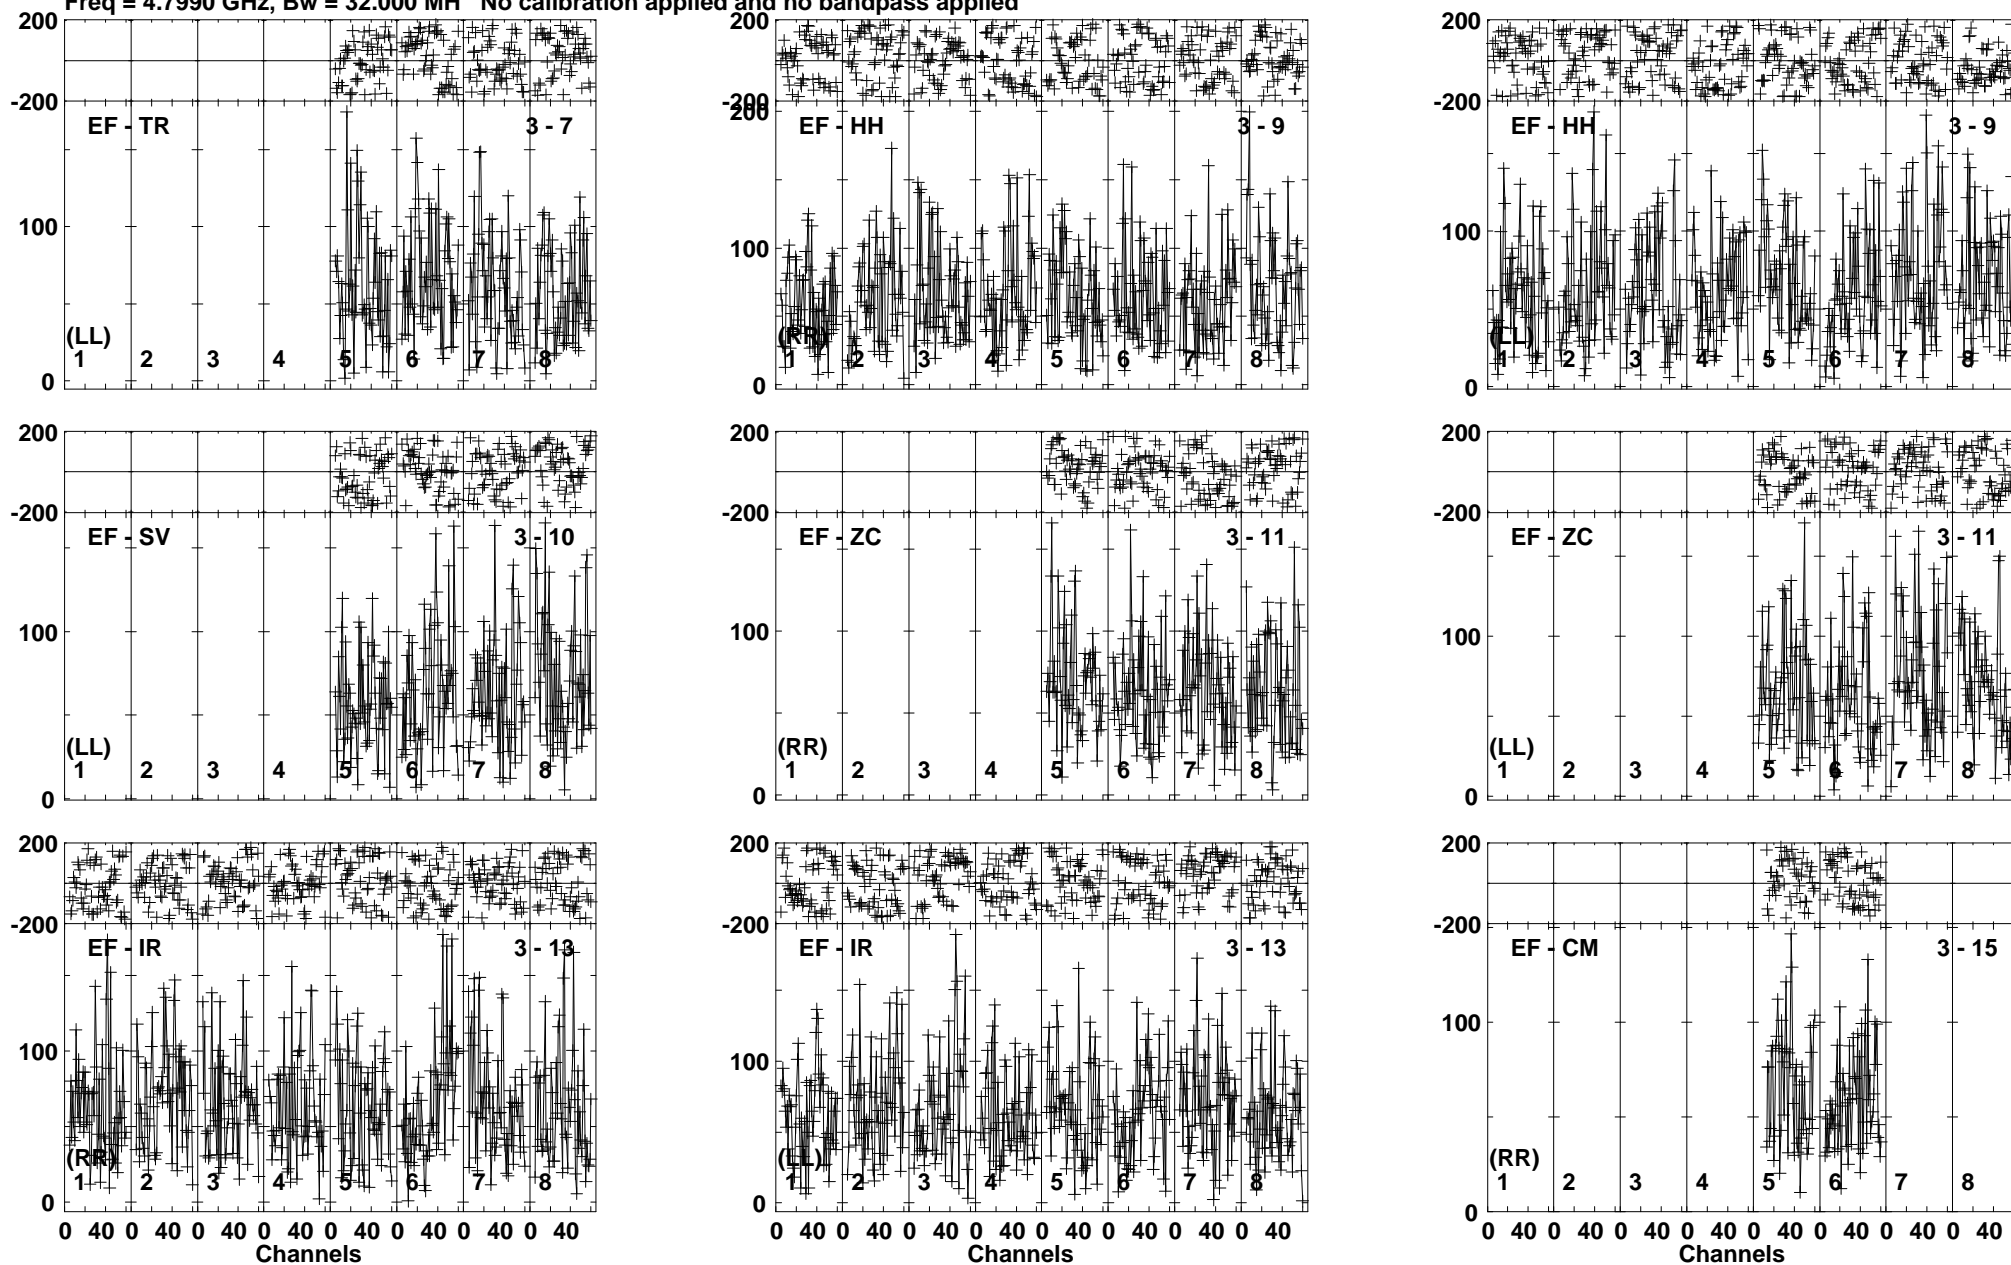 Freq = 4.7990 GHz, Bw = 32.000 MH No calibration applied and no bandpass applied
200
-200
EF - TR 3 - 7
100
0
(LL)
1 2 3 4 5 6 7 8
200
-200
200
EF - HH 3 - 9
100
0
(RR)
1 2 3 4 5 6 7 8
200
-200
EF - HH 3 - 9
100
0
(LL)
1 2 3 4 5 6 7 8
200
-200
EF - SV 3 - 10
100
0
(LL)
1 2 3 4 5 6 7 8
200
-200
EF - ZC 3 - 11
100
0
(RR)
1 2 3 4 5 6 7 8
200
-200
EF - ZC 3 - 11
100
0
(LL)
1 2 3 4 5 6 7 8
200
-200
EF - IR 3 - 13
100
0
(RR)
1 2 3 4 5 6 7 8
0 40 0 40 0 40 0 40 0 40 0 40 0 40 0 40
Channels
200
-200
EF - IR 3 - 13
100
0
(LL)
1 2 3 4 5 6 7 8
0 40 0 40 0 40 0 40 0 40 0 40 0 40 0 40
Channels
200
-200
EF - CM 3 - 15
100
0
(RR)
1 2 3 4 5 6 7 8
0 40 0 40 0 40 0 40 0 40 0 40 0 40 0 40
Channels